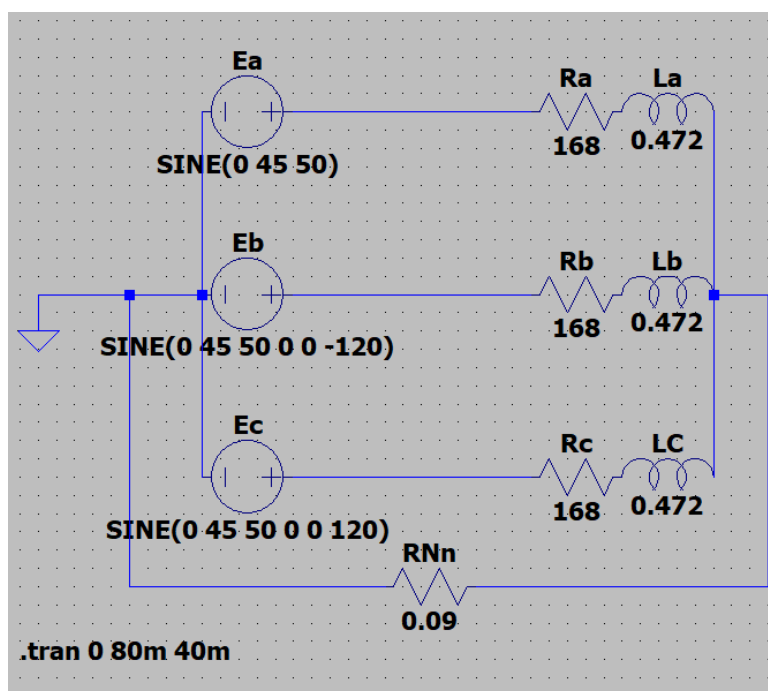 Ea
Ra
La
168
0.472
SINE(0 45 50)
Eb
Rb
Lb
168
0.472
SINE(0 45 50 0 0 -120)
Ec
Rc
LC
168
0.472
SINE(0 45 50 0 0 120)
RNn
0.09
.tran 0 80m 40m